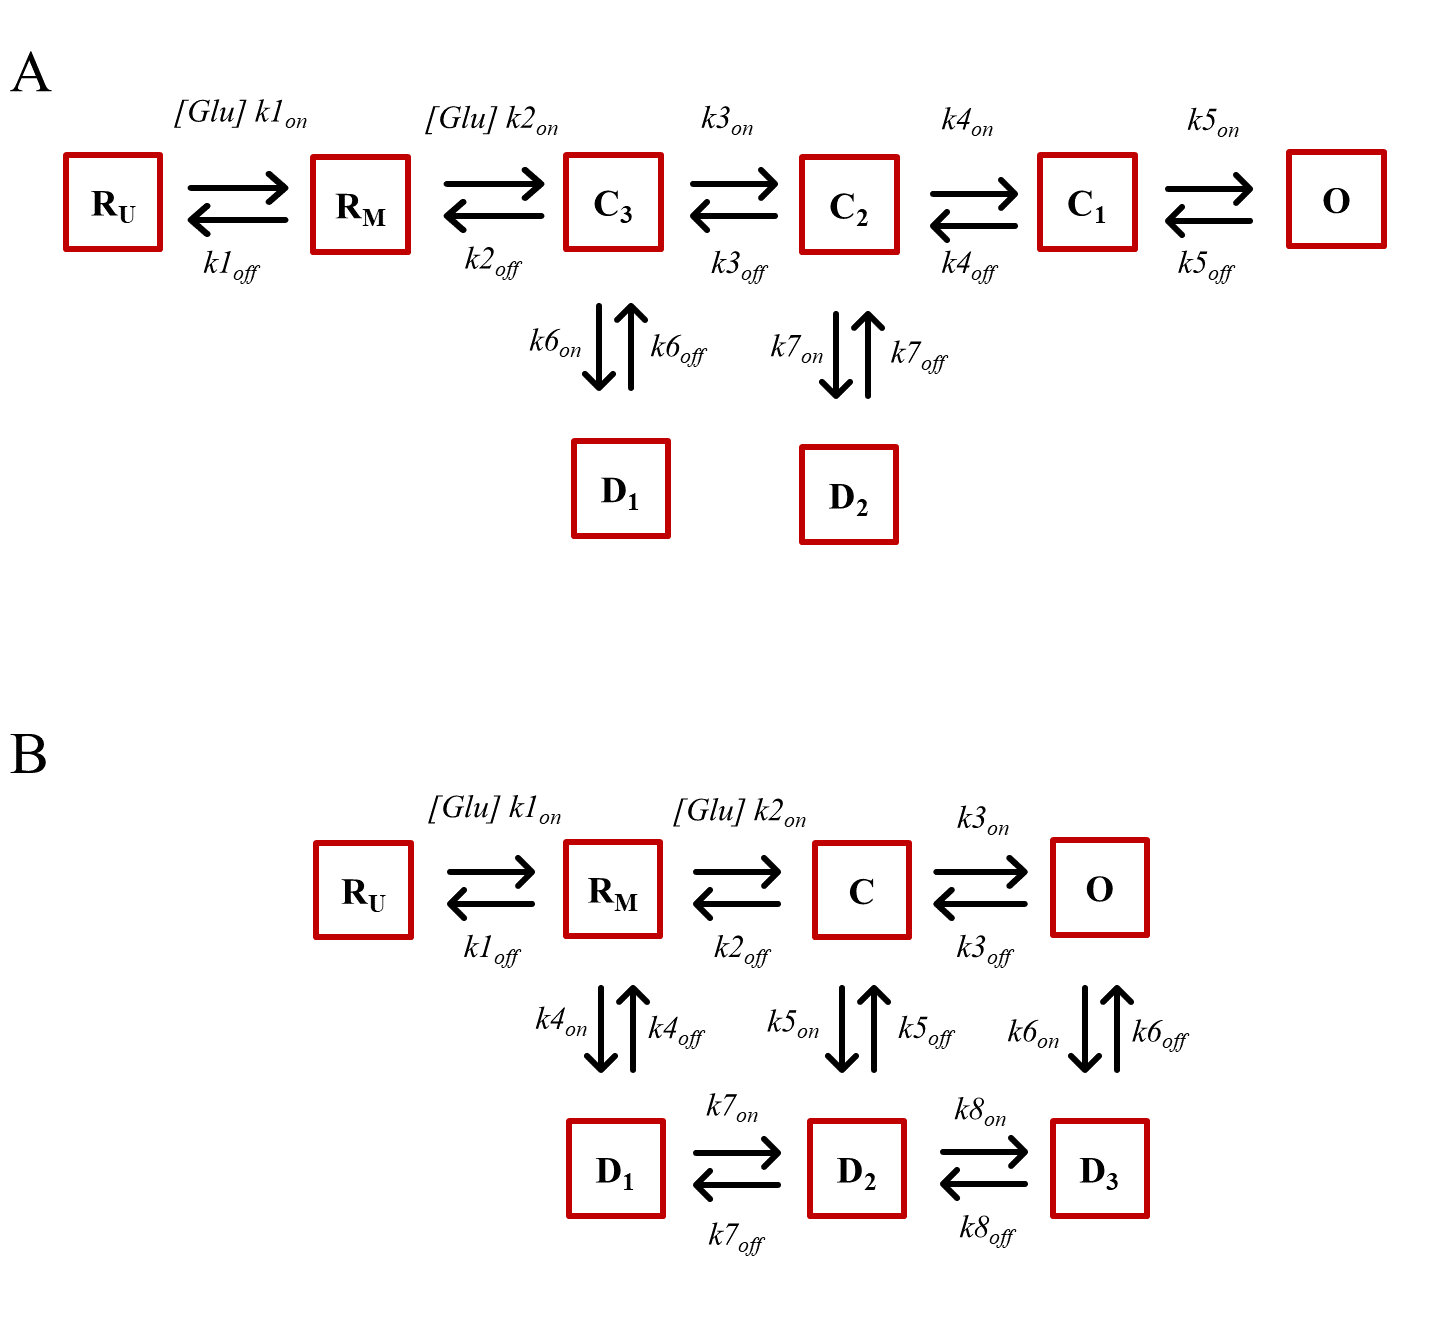 A
[Glu] k1on [Glu] k2on k3on k4on k5on
RU RM C3 C2 C1 O
k1off k2off k3off k4off k5off
k6on k6off k7on k7off
D1 D2
B
[Glu] k1on [Glu] k2on k3on
RU RM C O
k1off k2off k3off
k4on k4off k5on k5off k6on k6off
k7on k8on
D1 D2 D3
k7off k8off